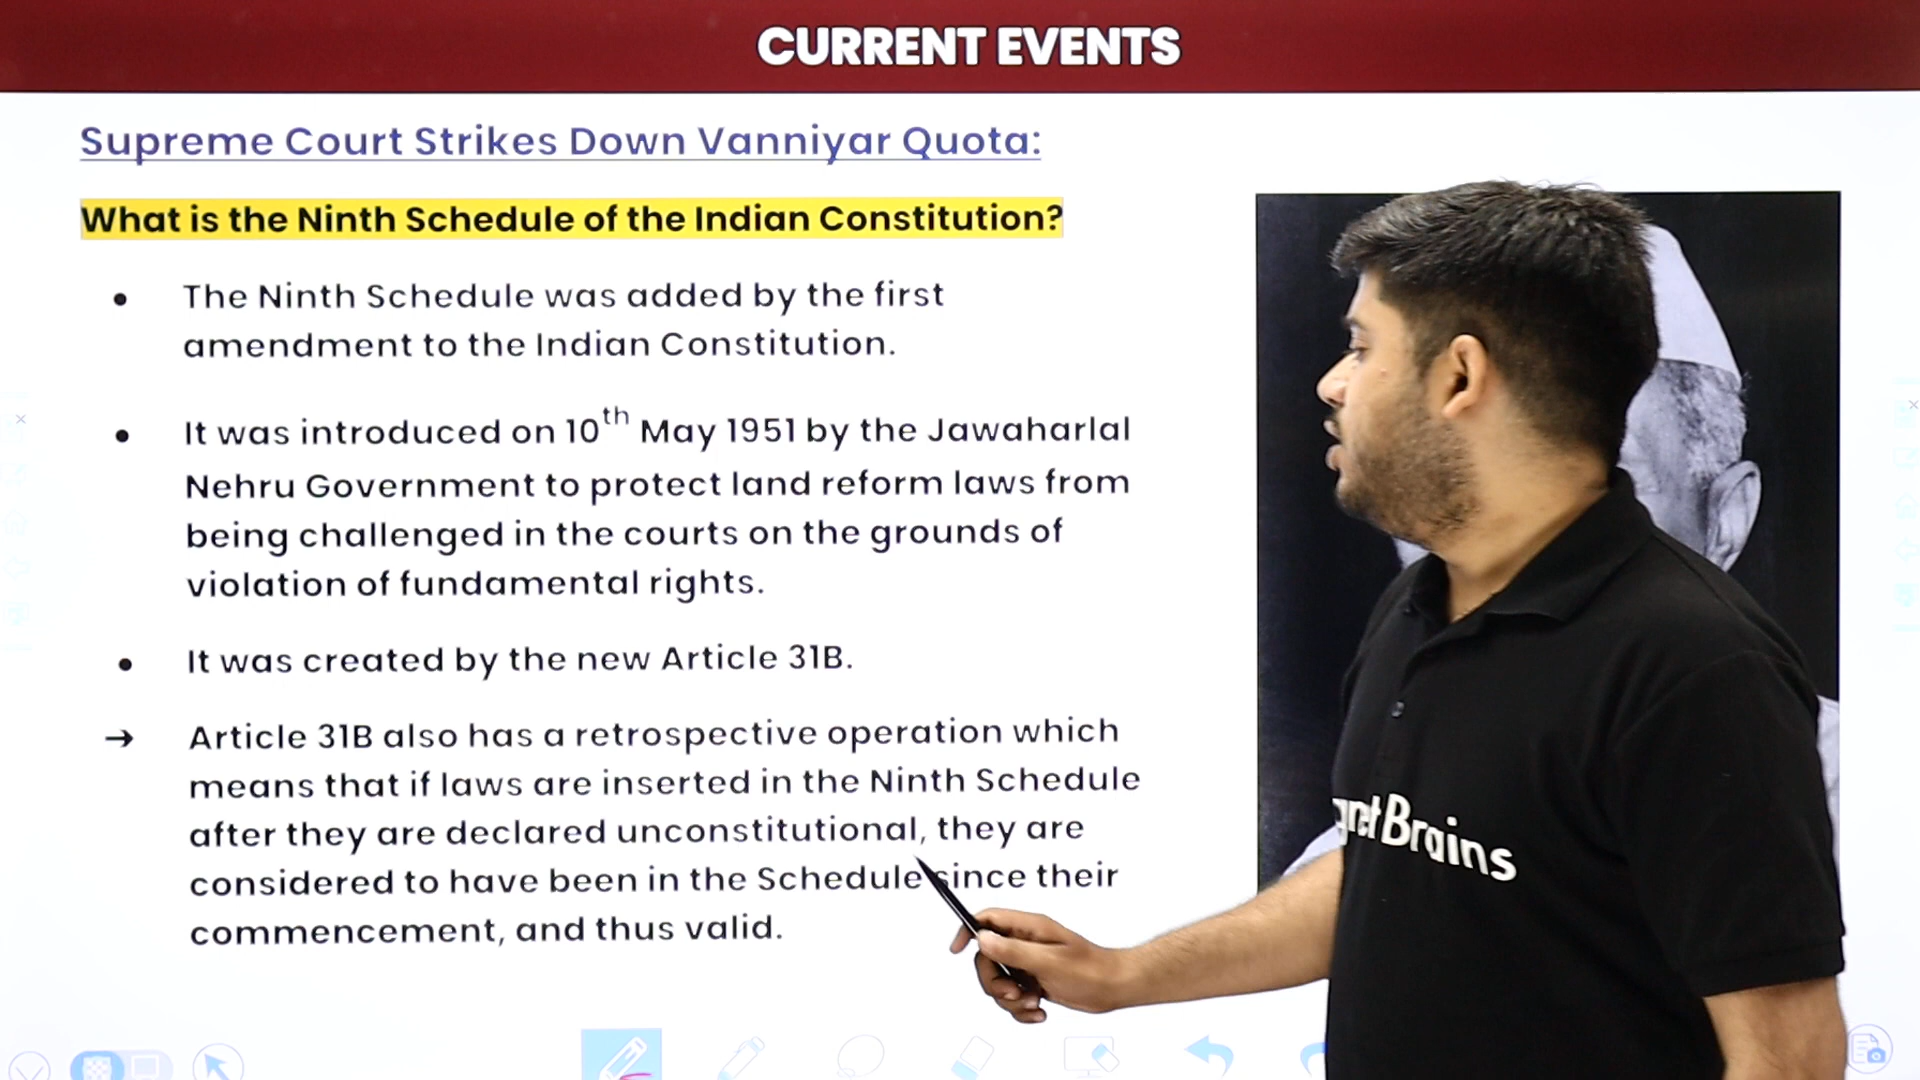 CURRENT EVENTS
Supreme Court Strikes Down Vanniyar Quota:
What is the Ninth Schedule of the Indian Constitution?
• The Ninth Schedule was added by the first
amendment to the Indian Constitution.
• It was introduced on 10th May 1951 by the Jawaharlal
Nehru Government to protect land reform laws from
being challenged in the courts on the grounds of
violation of fundamental rights.
• It was created by the new Article 31B.
→ Article 31B also has a retrospective operation which
means that if laws are inserted in the Ninth Schedule
after they are declared unconstitutional, they are
considered to have been in the Schedule since their
commencement, and thus valid.
Brains